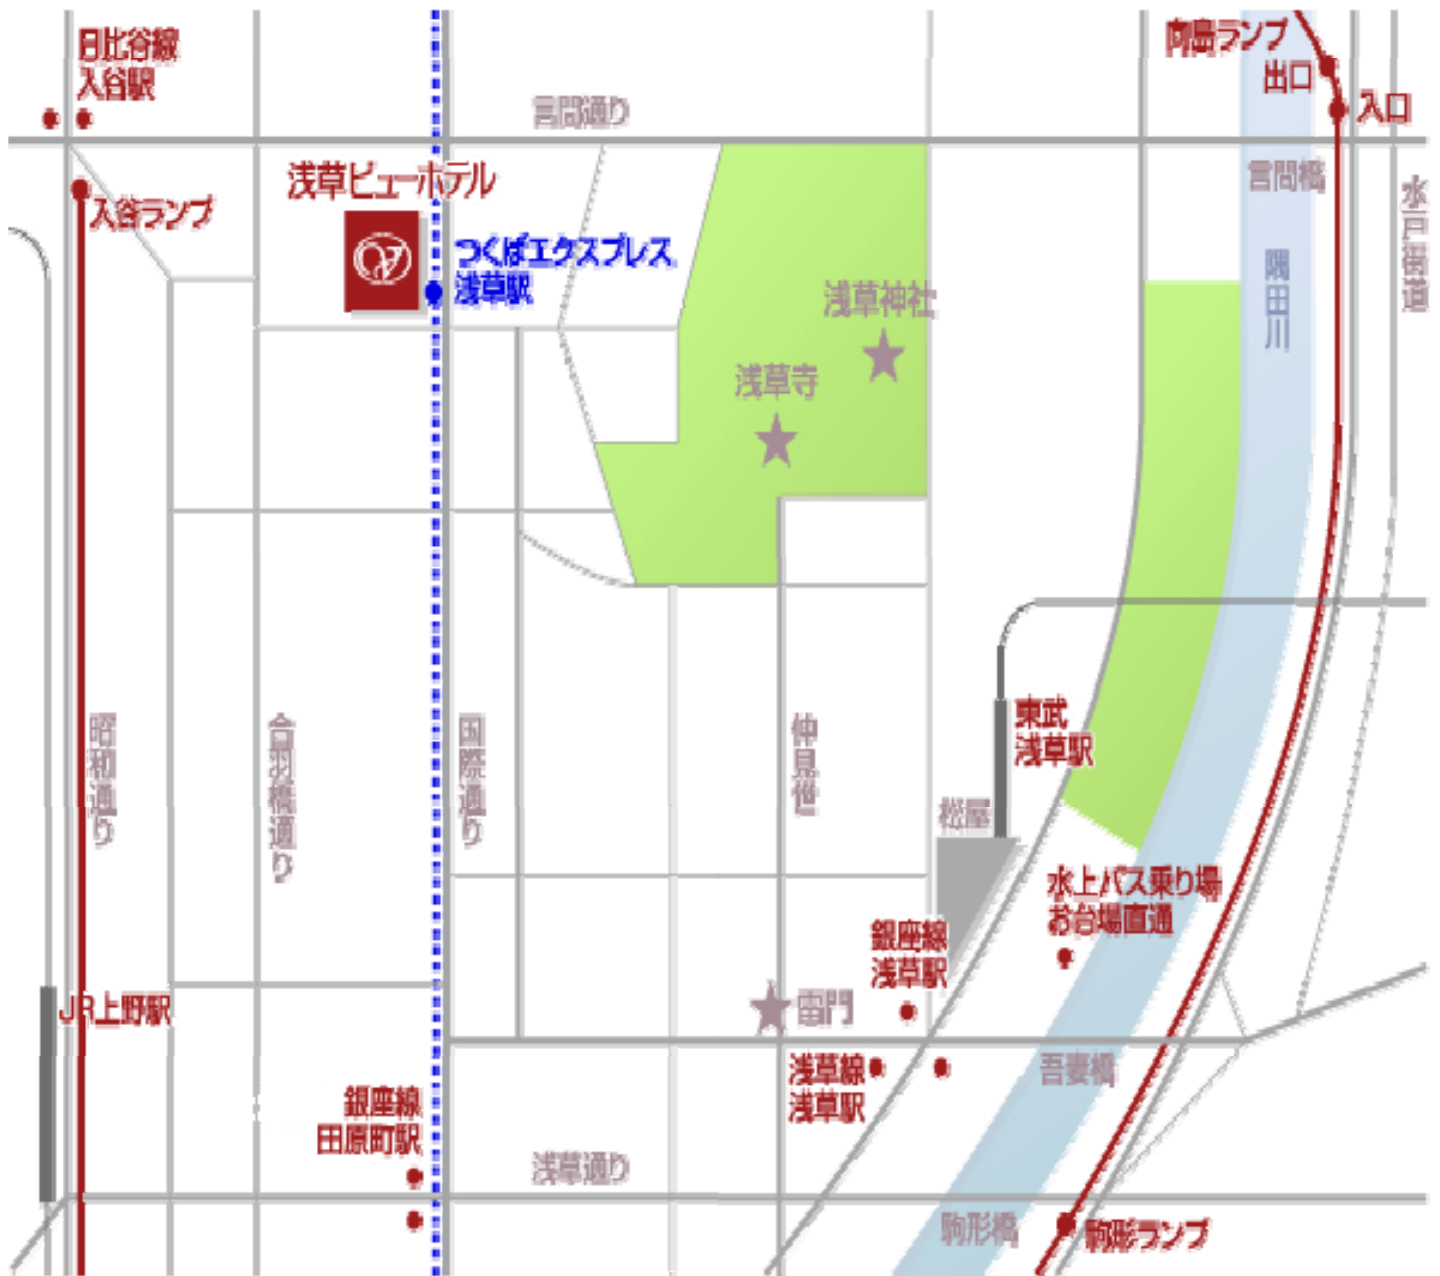 日比谷線
入谷駅
言問通り
向島ランプ
出口
入口
入谷ランプ
浅草ビューホテル
つくばエクスプレス
浅草駅
言問橋
水戸街道
隅田川
浅草神社
浅草寺
昭和通り
合羽橋通り
国際通り
仲見世
東武
浅草駅
松屋
水上バス乗り場
お台場直通
銀座線
浅草駅
JR上野駅
雷門
浅草線
浅草駅
吾妻橋
銀座線
田原町駅
浅草通り
駒形橋
駒形ランプ